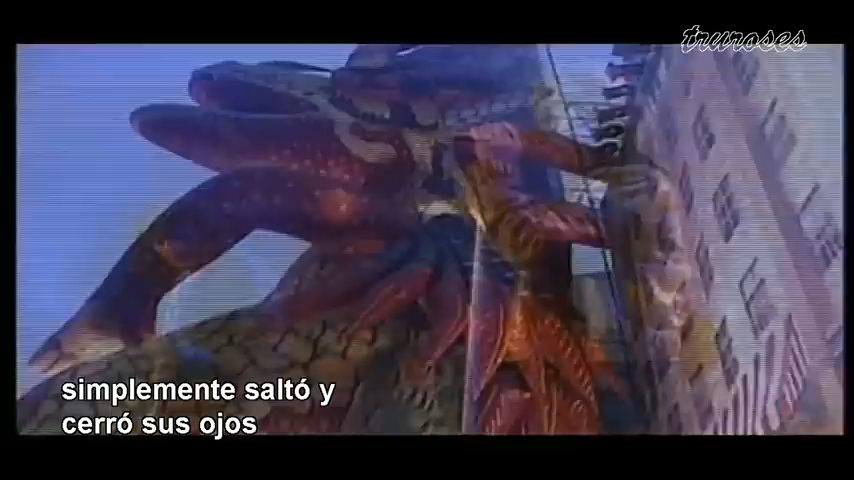 truroses
simplemente saltó y
cerró sus ojos